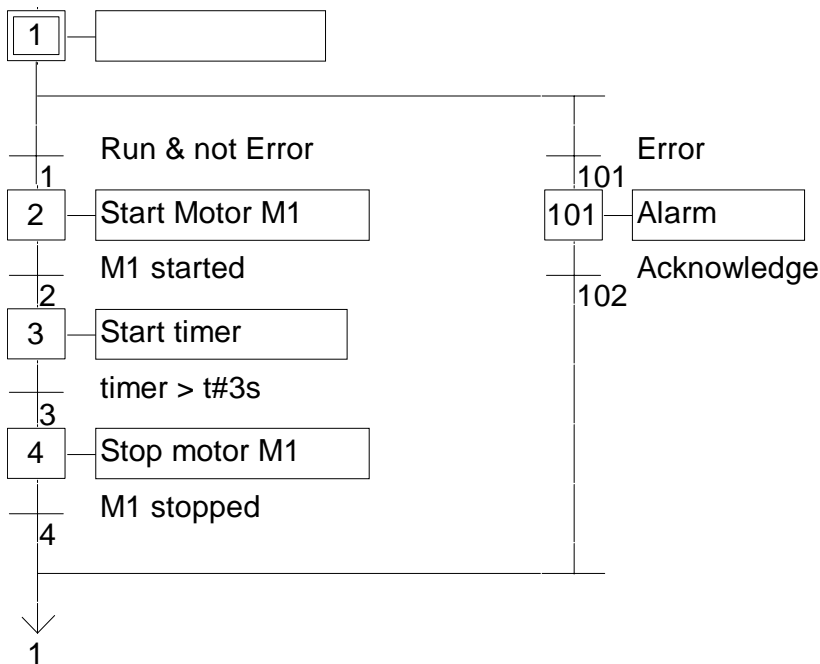 1
Run & not Error
Error
1
101
2
Start Motor M1
101
Alarm
M1 started
Acknowledge
2
102
3
Start timer
timer > t#3s
3
4
Stop motor M1
M1 stopped
4
1